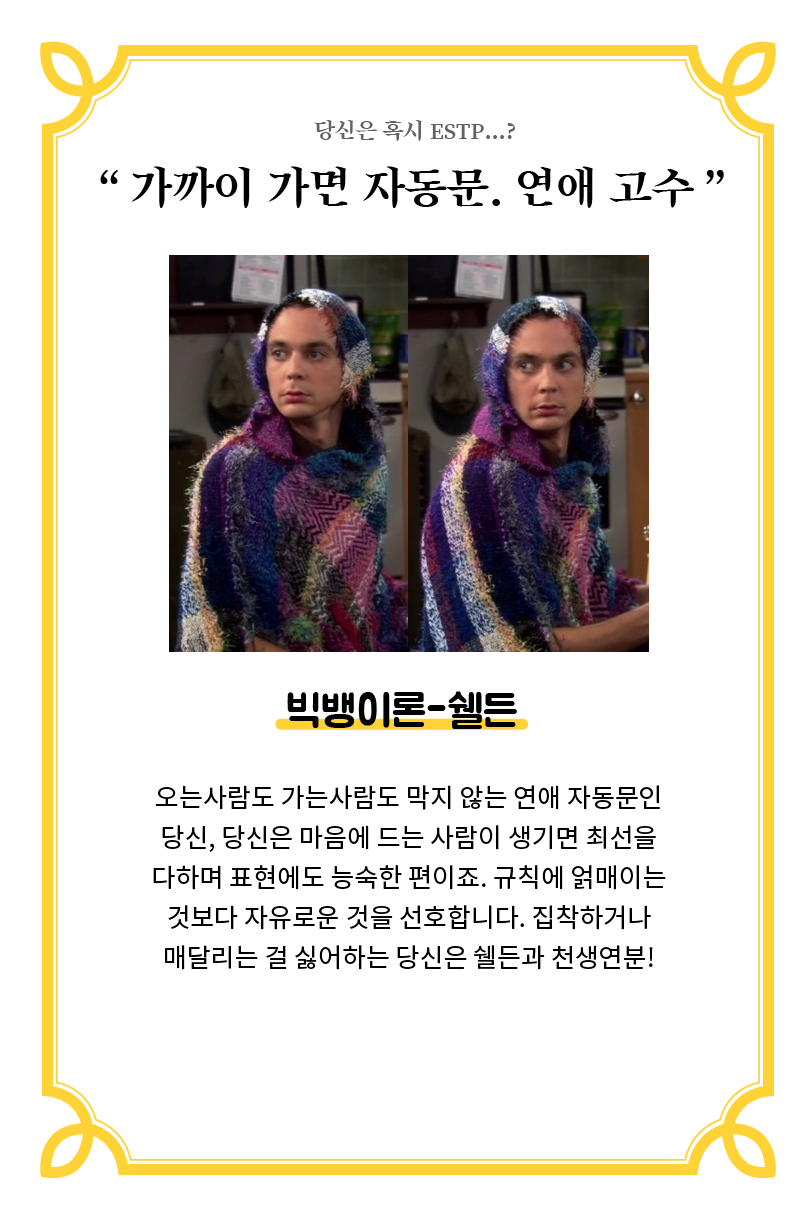 당신은 혹시 ESTP...?
“ 가까이 가면 자동문. 연애 고수 ”
빅뱅이론-쉘든
오는사람도 가는사람도 막지 않는 연애 자동문인
당신, 당신은 마음에 드는 사람이 생기면 최선을
다하며 표현에도 능숙한 편이죠. 규칙에 얽매이는
것보다 자유로운 것을 선호합니다. 집착하거나
매달리는 걸 싫어하는 당신은 쉘든과 천생연분!